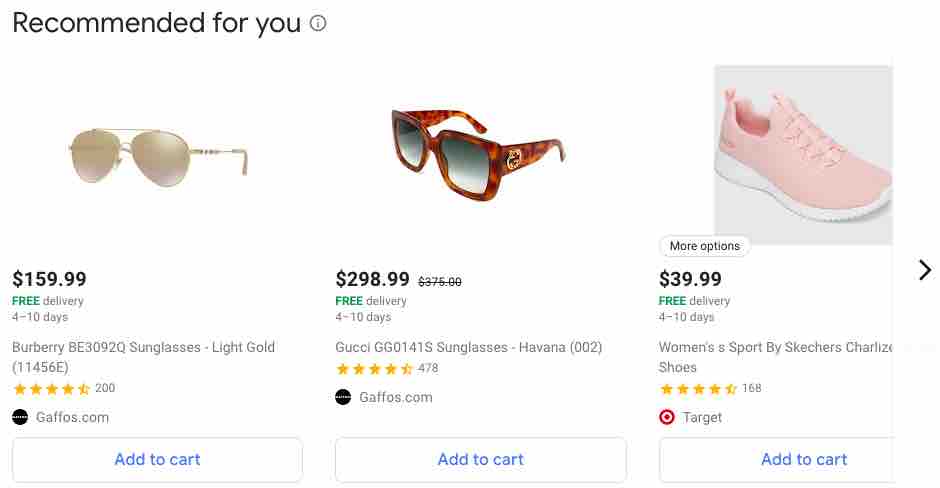 Recommended for you
More options
$159.99
FREE delivery
4–10 days
Burberry BE3092Q Sunglasses - Light Gold
(11456E)
200
Gaffos.com
Add to cart
$298.99 $375.00
FREE delivery
4–10 days
Gucci GG0141S Sunglasses - Havana (002)
478
Gaffos.com
Add to cart
$39.99
FREE delivery
4–10 days
Women's s Sport By Skechers Charlize
Shoes
168
Target
Add to cart